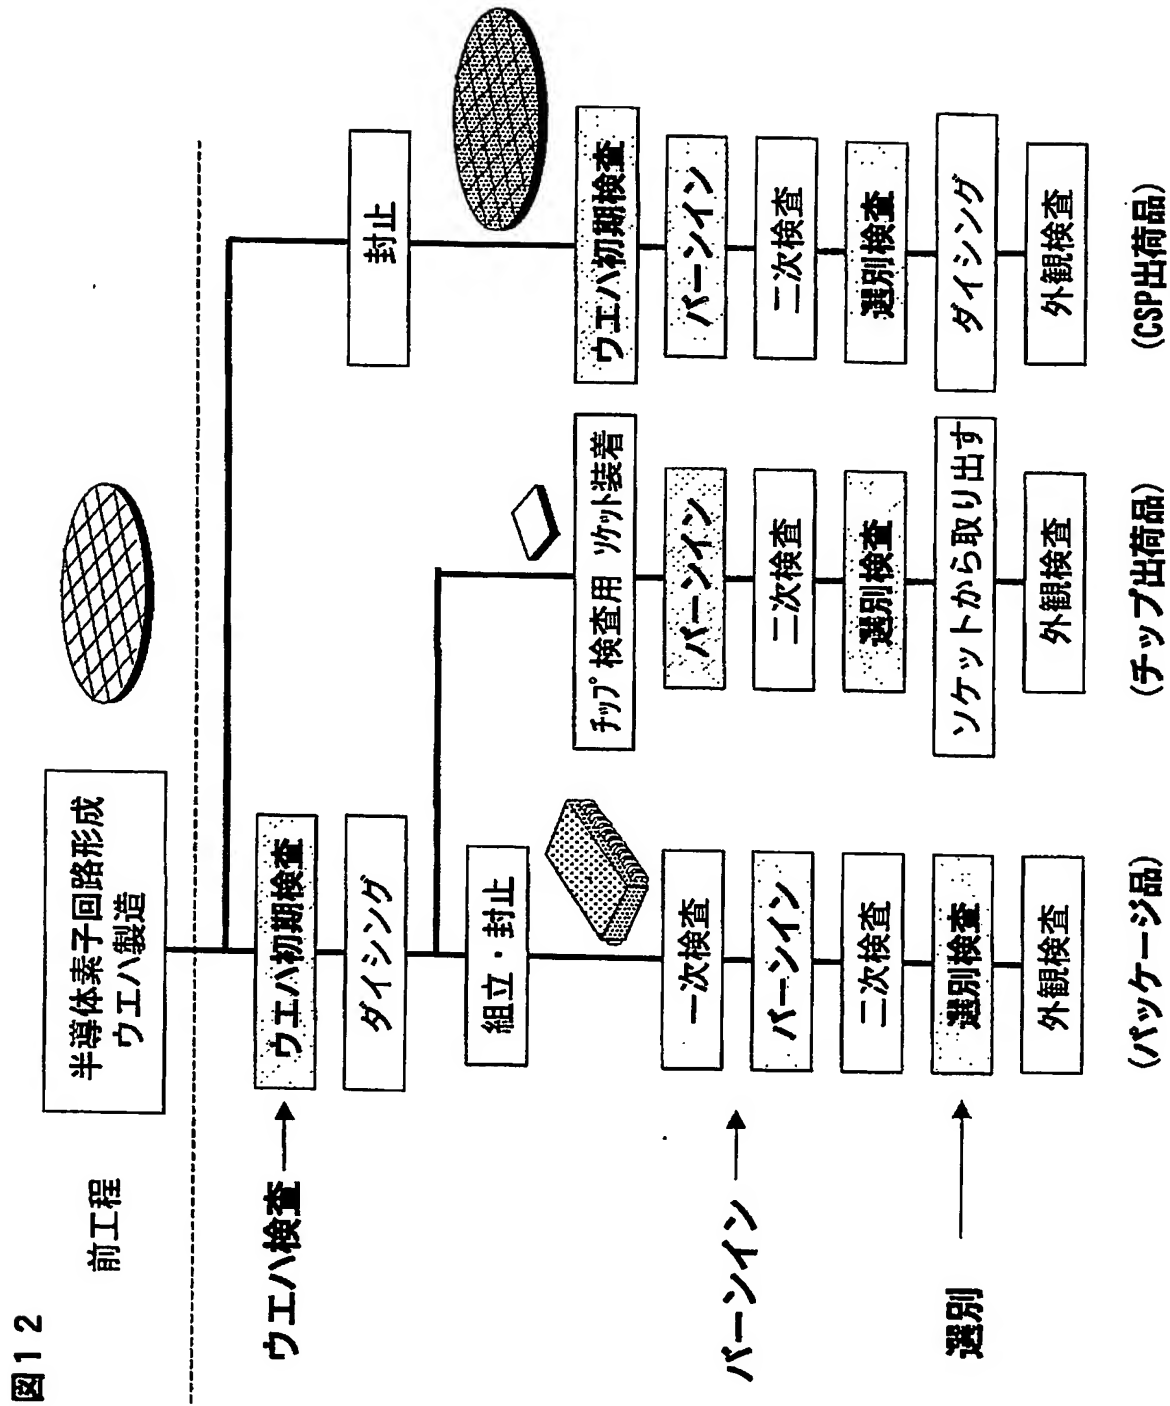 図12
前工程
半導体素子回路形成
ウエハ製造
ウエハ検査
ウエハ初期検査
ダイシング
組立・封止
一次検査
バーンイン
バーンイン
二次検査
選別
選別検査
外観検査
(パッケージ品)
チップ検査用 ソケット装着
バーンイン
二次検査
選別検査
ソケットから取り出す
外観検査
(チップ出荷品)
封止
ウエハ初期検査
バーンイン
二次検査
選別検査
ダイシング
外観検査
(CSP出荷品)